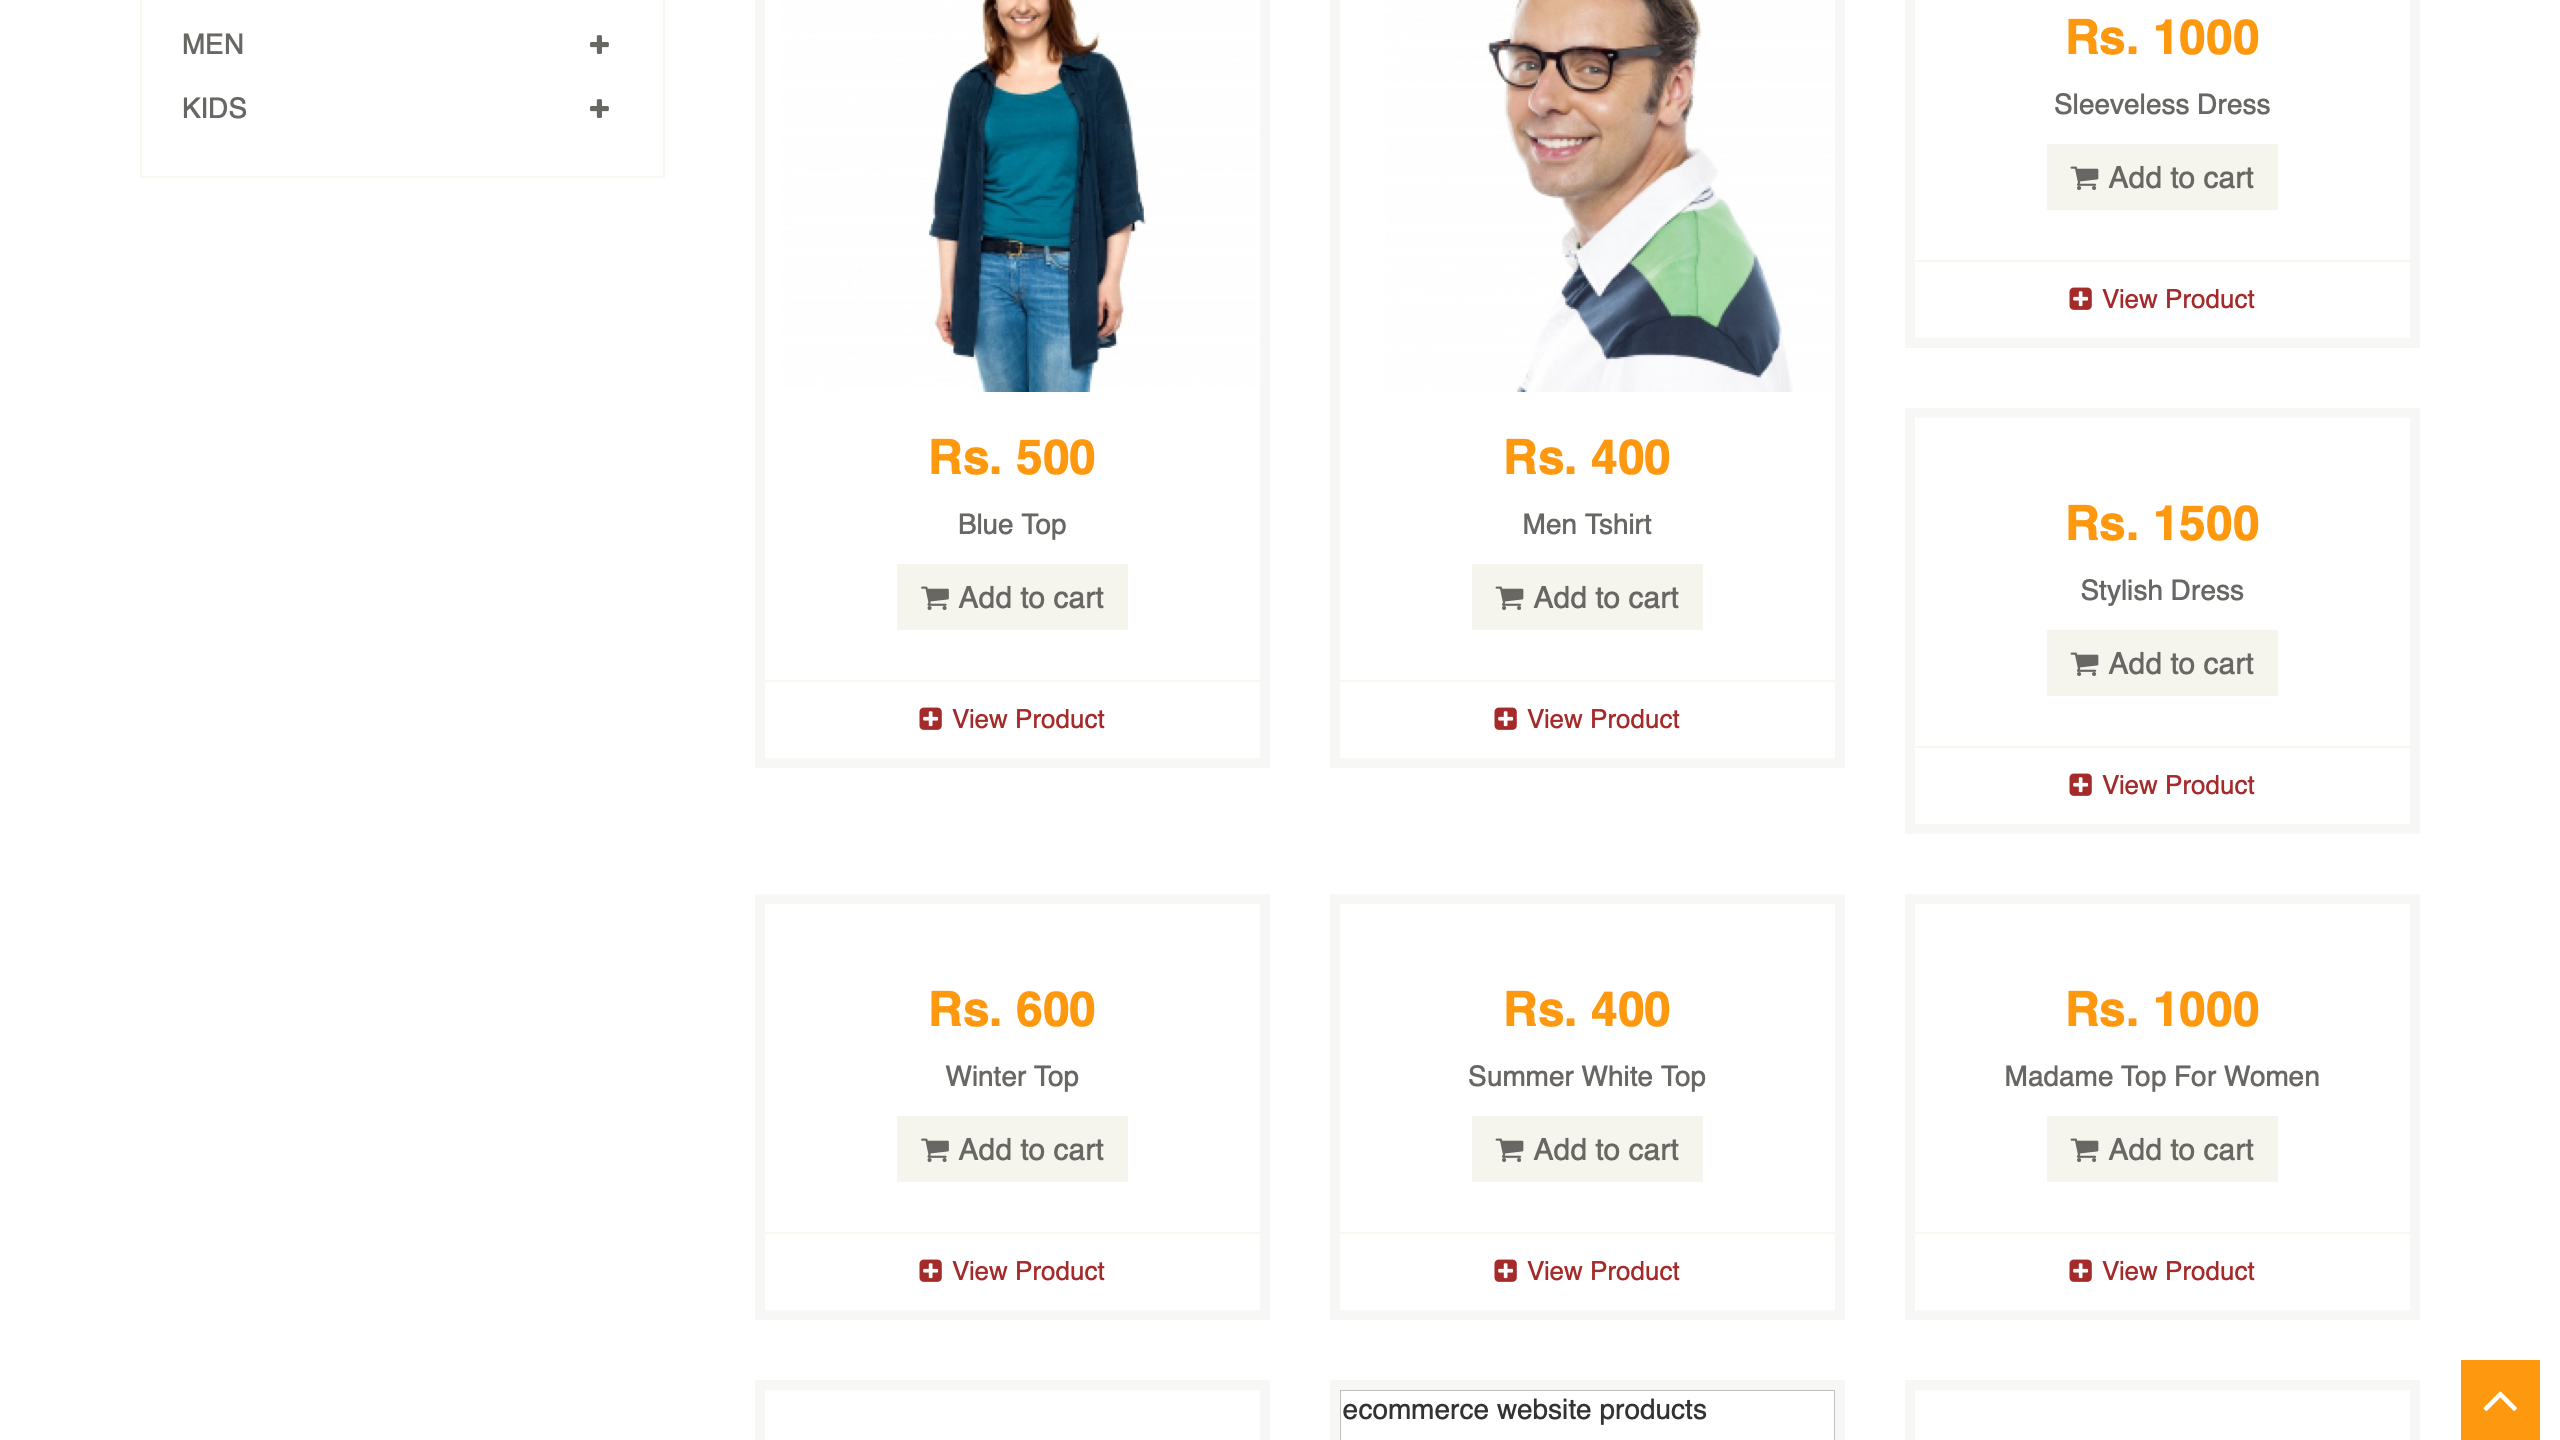 MEN
KIDS
Rs. 1000
Sleeveless Dress
Add to cart
View Product
Rs. 500
Blue Top
Add to cart
View Product
Rs. 400
Men Tshirt
Add to cart
View Product
Rs. 1500
Stylish Dress
Add to cart
View Product
Rs. 600
Winter Top
Add to cart
View Product
Rs. 400
Summer White Top
Add to cart
View Product
Rs. 1000
Madame Top For Women
Add to cart
View Product
ecommerce website products